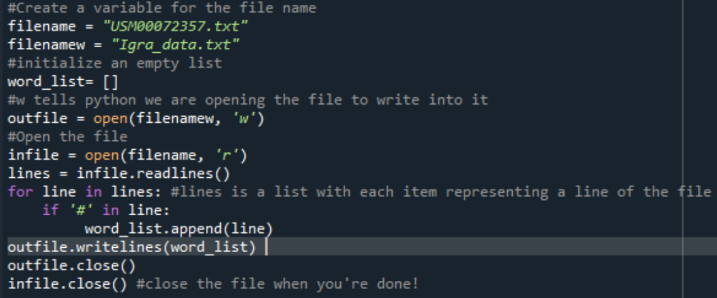 #Create a variable for the file name
filename = "USM00072357.txt"
filenamew = "Igra_data.txt"
#initialize an empty list
word_list= []
#w tells python we are opening the file to write into it
outfile = open(filenamew, 'w')
#Open the file
infile = open(filename, 'r')
lines = infile.readlines()
for line in lines: #lines is a list with each item representing a line of the file
    if '#' in line:
        word_list.append(line)
outfile.writelines(word_list)
outfile.close()
infile.close() #close the file when you're done!